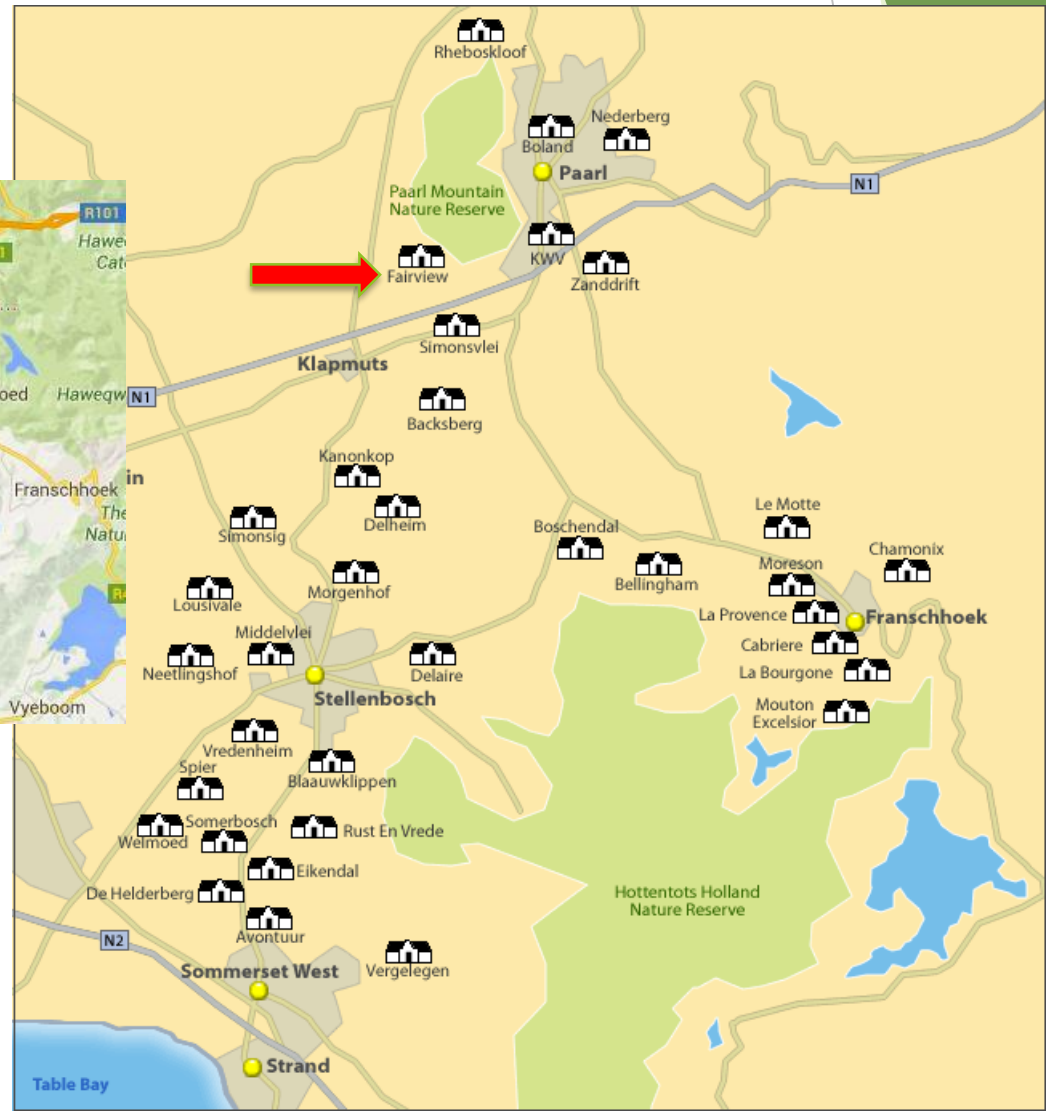 Rheboskloof
Nederberg
Boland
Paarl
Paarl Mountain
Nature Reserve
N1
KWV
Fairview
Zanddrift
Simonsvlei
Klapmuts
N1
Backsberg
Kanonkop
Delheim
Simonsig
Le Motte
Boschendal
Chamonix
Moreson
Bellingham
Morgenhof
Lousivale
La Provence
Franschhoek
Middelvlei
Cabriere
Neetlingshof
Delaire
La Bourgone
Stellenbosch
Mouton
Excelsior
Vredenheim
Spier
Blaauwklippen
Somerbosch
Welmoed
Rust En Vrede
Eikendal
De Helderberg
Hottentots Holland
Nature Reserve
Avontuur
N2
Sommerset West
Vergelegen
Strand
Table Bay
R101
Franschhoek
Vyeboom